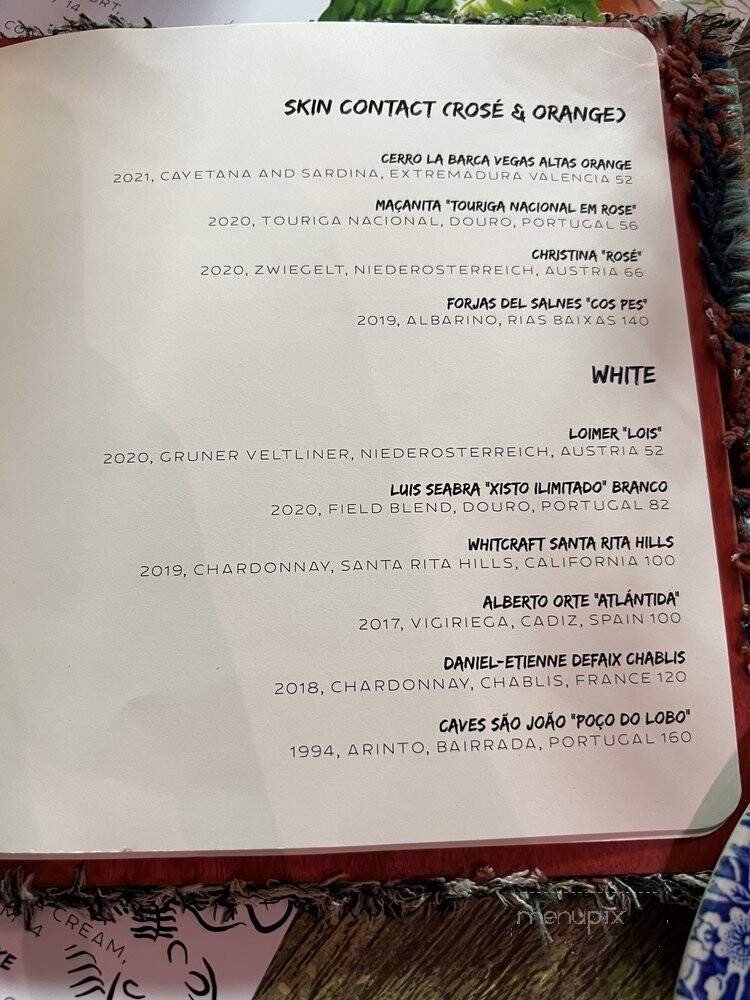 14
SKIN CONTACT (ROSÉ & ORANGE)
CERRO LA BARCA VEGAS ALTAS ORANGE
2021, CAYETANA AND SARDINA, EXTREMADURA VALENCIA 52
MAÇANITA "TOURIGA NACIONAL EM ROSE"
2020, TOURIGA NACIONAL, DOURO, PORTUGAL 56
CHRISTINA "ROSÉ"
2020, ZWIEGELT, NIEDEROSTERREICH, AUSTRIA 66
FORJAS DEL SALNES "COS PES"
2019, ALBARINO, RIAS BAIXAS 140
WHITE
LOIMER "LOIS"
2020, GRUNER VELTLINER, NIEDEROSTERREICH, AUSTRIA 52
LUIS SEABRA "XISTO ILIMITADO" BRANCO
2020, FIELD BLEND, DOURO, PORTUGAL 82
WHITCRAFT SANTA RITA HILLS
2019, CHARDONNAY, SANTA RITA HILLS, CALIFORNIA 100
ALBERTO ORTE "ATLÁNTIDA"
2017, VIGIRIEGA, CADIZ, SPAIN 100
DANIEL-ETIENNE DEFAIX CHABLIS
2018, CHARDONNAY, CHABLIS, FRANCE 120
CAVES SÃO JOÃO "POÇO DO LOBO"
1994, ARINTO, BAIRRADA, PORTUGAL 160
menupix
CREAM,
4